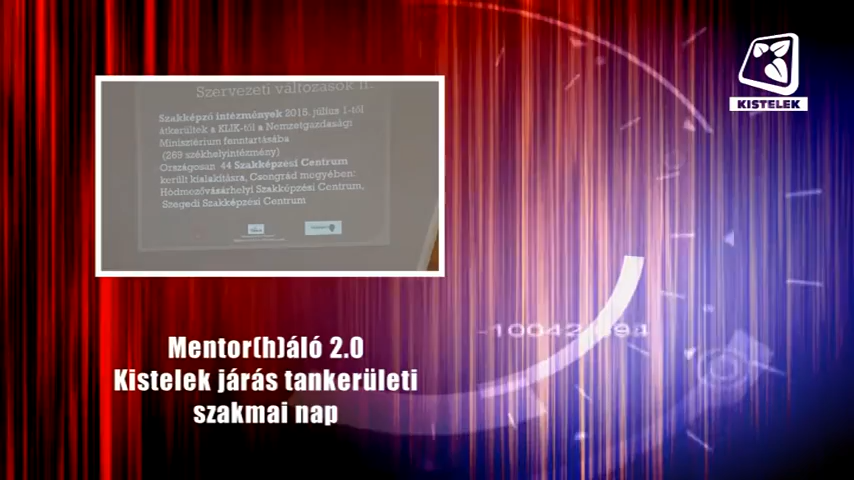 KISTELEK
Szervezeti változások II.
Szakképző intézmények 2015. július 1-től
átkerültek a KLIK-től a Nemzetgazdasági
Minisztérium fenntartásába
(269 székhelyintézmény)
Országosan 44 Szakképzési Centrum
került kialakításra, Csongrád megyében:
Hódmezővásárhelyi Szakképzési Centrum,
Szegedi Szakképzési Centrum
Mentor(h)áló 2.0
Kistelek járás tankerületi
szakmai nap